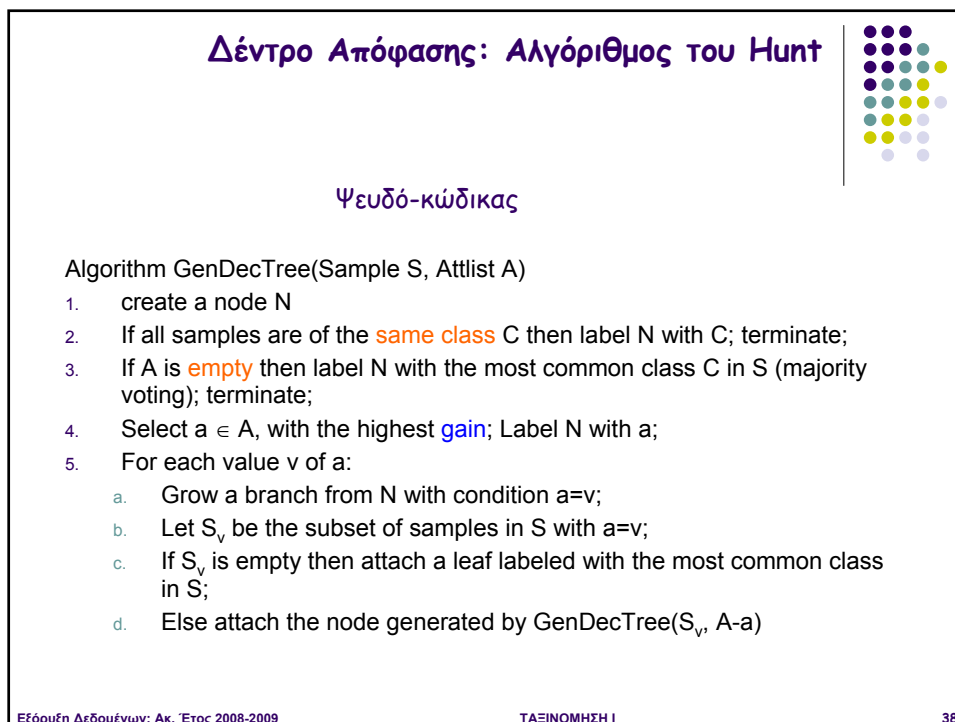 Δέντρο Απόφασης: Αλγόριθμος του Hunt
Ψευδό-κώδικας
Algorithm GenDecTree(Sample S, Attlist A)
1. create a node N
2. If all samples are of the same class C then label N with C; terminate;
3. If A is empty then label N with the most common class C in S (majority
voting); terminate;
4. Select a ∈ A, with the highest gain; Label N with a;
5. For each value v of a:
a. Grow a branch from N with condition a=v;
b. Let Sv be the subset of samples in S with a=v;
c. If Sv is empty then attach a leaf labeled with the most common class
in S;
d. Else attach the node generated by GenDecTree(Sv, A-a)
Εξόρυξη Δεδομένων: Ακ. Έτος 2008-2009 ΤΑΞΙΝΟΜΗΣΗ Ι 38